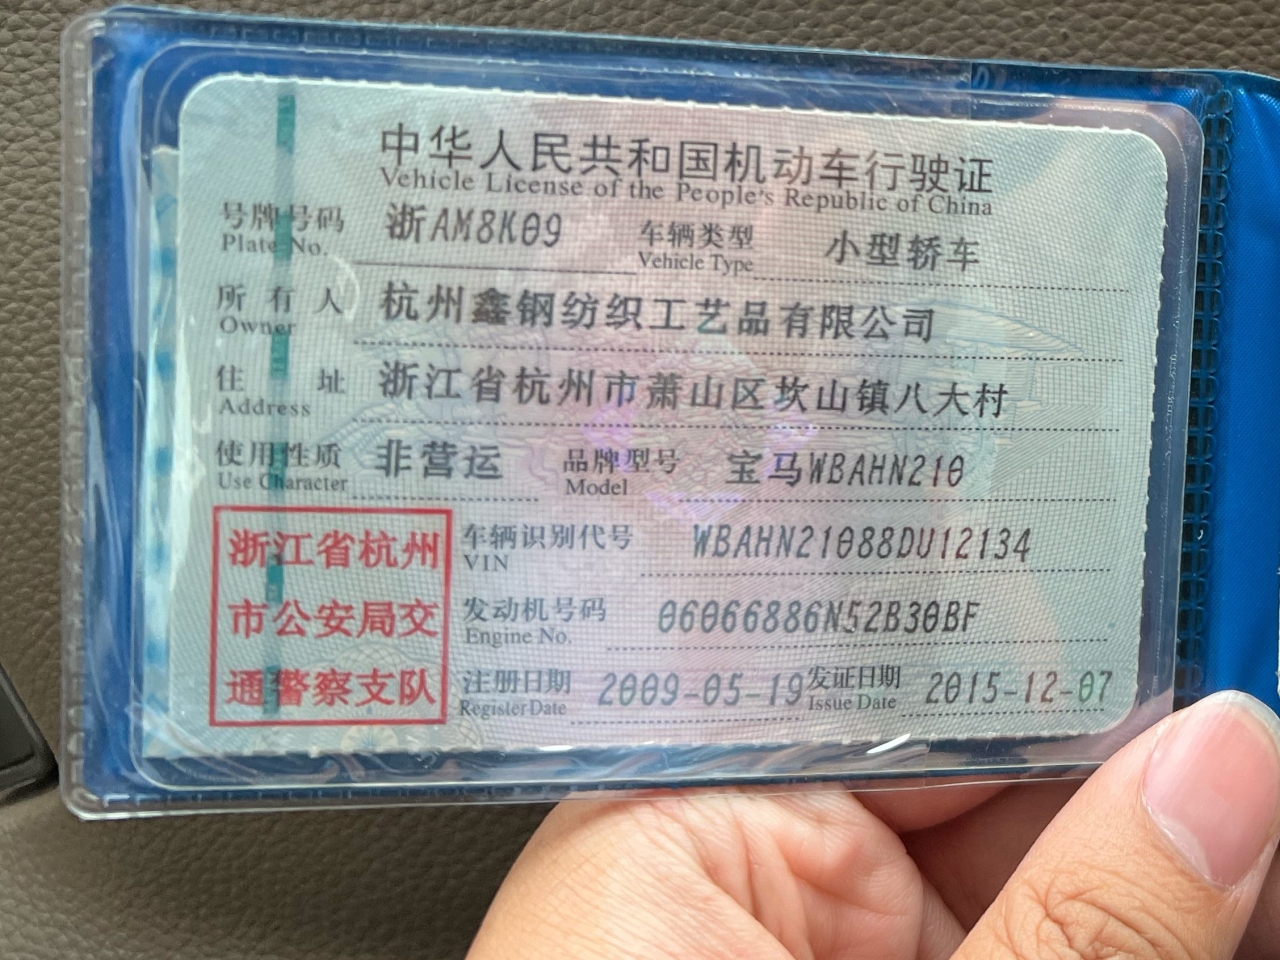 中华人民共和国机动车行驶证
Vehicle License of the People's Republic of China
号牌号码 浙AM8K09 车辆类型 小型轿车
Plate No. Vehicle Type
所有人 杭州鑫钢纺织工艺品有限公司
Owner
住址 浙江省杭州市萧山区坎山镇八大村
Address
使用性质 非营运 品牌型号 宝马WBAHN210
Use Character Model
浙江省杭州
市公安局交
通警察支队
车辆识别代号 WBAHN21088DU12134
VIN
发动机号码 06066886N52B30BF
Engine No.
注册日期 2009-05-19 发证日期 2015-12-07
Register Date Issue Date